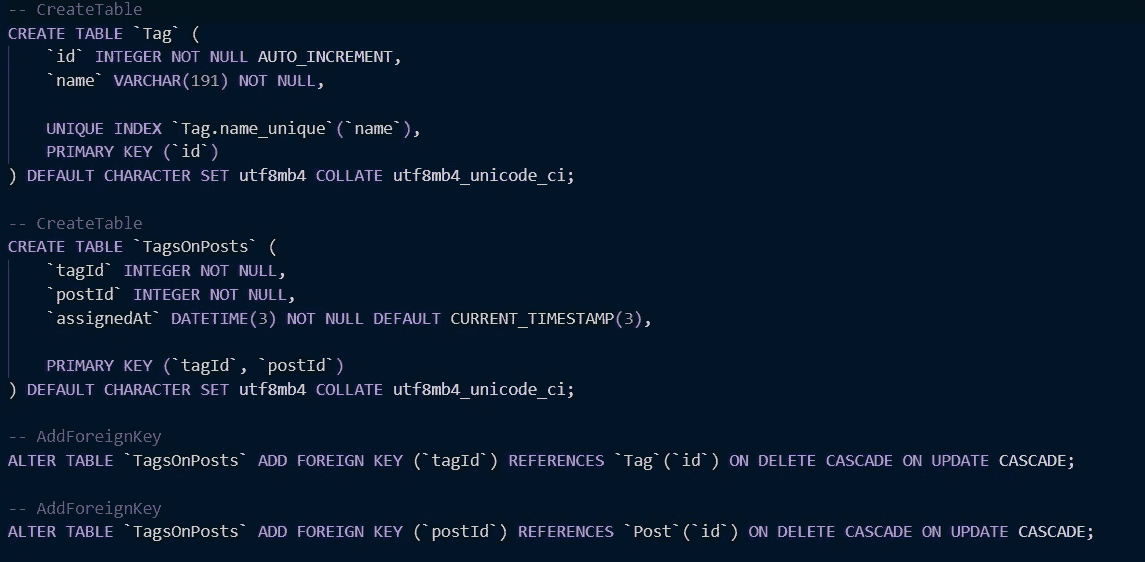 -- CreateTable
CREATE TABLE `Tag` (
    `id` INTEGER NOT NULL AUTO_INCREMENT,
    `name` VARCHAR(191) NOT NULL,

    UNIQUE INDEX `Tag.name_unique`(`name`),
    PRIMARY KEY (`id`)
) DEFAULT CHARACTER SET utf8mb4 COLLATE utf8mb4_unicode_ci;

-- CreateTable
CREATE TABLE `TagsOnPosts` (
    `tagId` INTEGER NOT NULL,
    `postId` INTEGER NOT NULL,
    `assignedAt` DATETIME(3) NOT NULL DEFAULT CURRENT_TIMESTAMP(3),

    PRIMARY KEY (`tagId`, `postId`)
) DEFAULT CHARACTER SET utf8mb4 COLLATE utf8mb4_unicode_ci;

-- AddForeignKey
ALTER TABLE `TagsOnPosts` ADD FOREIGN KEY (`tagId`) REFERENCES `Tag`(`id`) ON DELETE CASCADE ON UPDATE CASCADE;

-- AddForeignKey
ALTER TABLE `TagsOnPosts` ADD FOREIGN KEY (`postId`) REFERENCES `Post`(`id`) ON DELETE CASCADE ON UPDATE CASCADE;